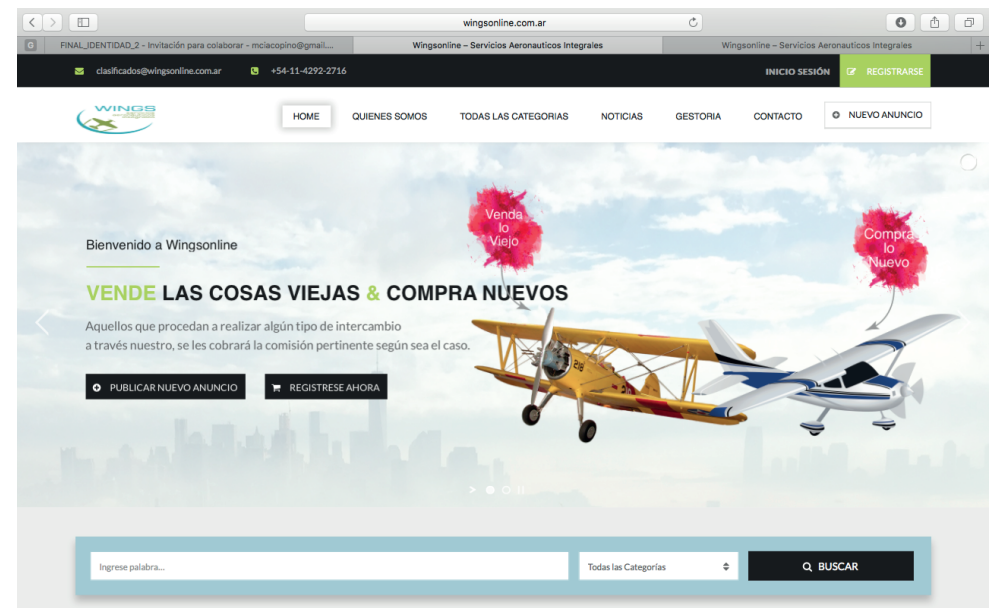 wingsonline.com.ar
G
FINAL_IDENTIDAD_2 - Invitación para colaborar - mciacopino@gmail....
Wingsonline – Servicios Aeronauticos Integrales
Wingsonline – Servicios Aeronauticos Integrales
clasificados@wingsonline.com.ar
+54-11-4292-2716
INICIO SESIÓN
REGISTRARSE
WINGS
HOME
QUIENES SOMOS
TODAS LAS CATEGORIAS
NOTICIAS
GESTORIA
CONTACTO
NUEVO ANUNCIO
Venda
lo
Viejo
Compra
lo
Nuevo
Bienvenido a Wingsonline
VENDE LAS COSAS VIEJAS & COMPRA NUEVOS
Aquellos que procedan a realizar algún tipo de intercambio
a través nuestro, se les cobrará la comisión pertinente según sea el caso.
PUBLICAR NUEVO ANUNCIO
REGISTRESE AHORA
218
Ingrese palabra...
Todas las Categorías
BUSCAR